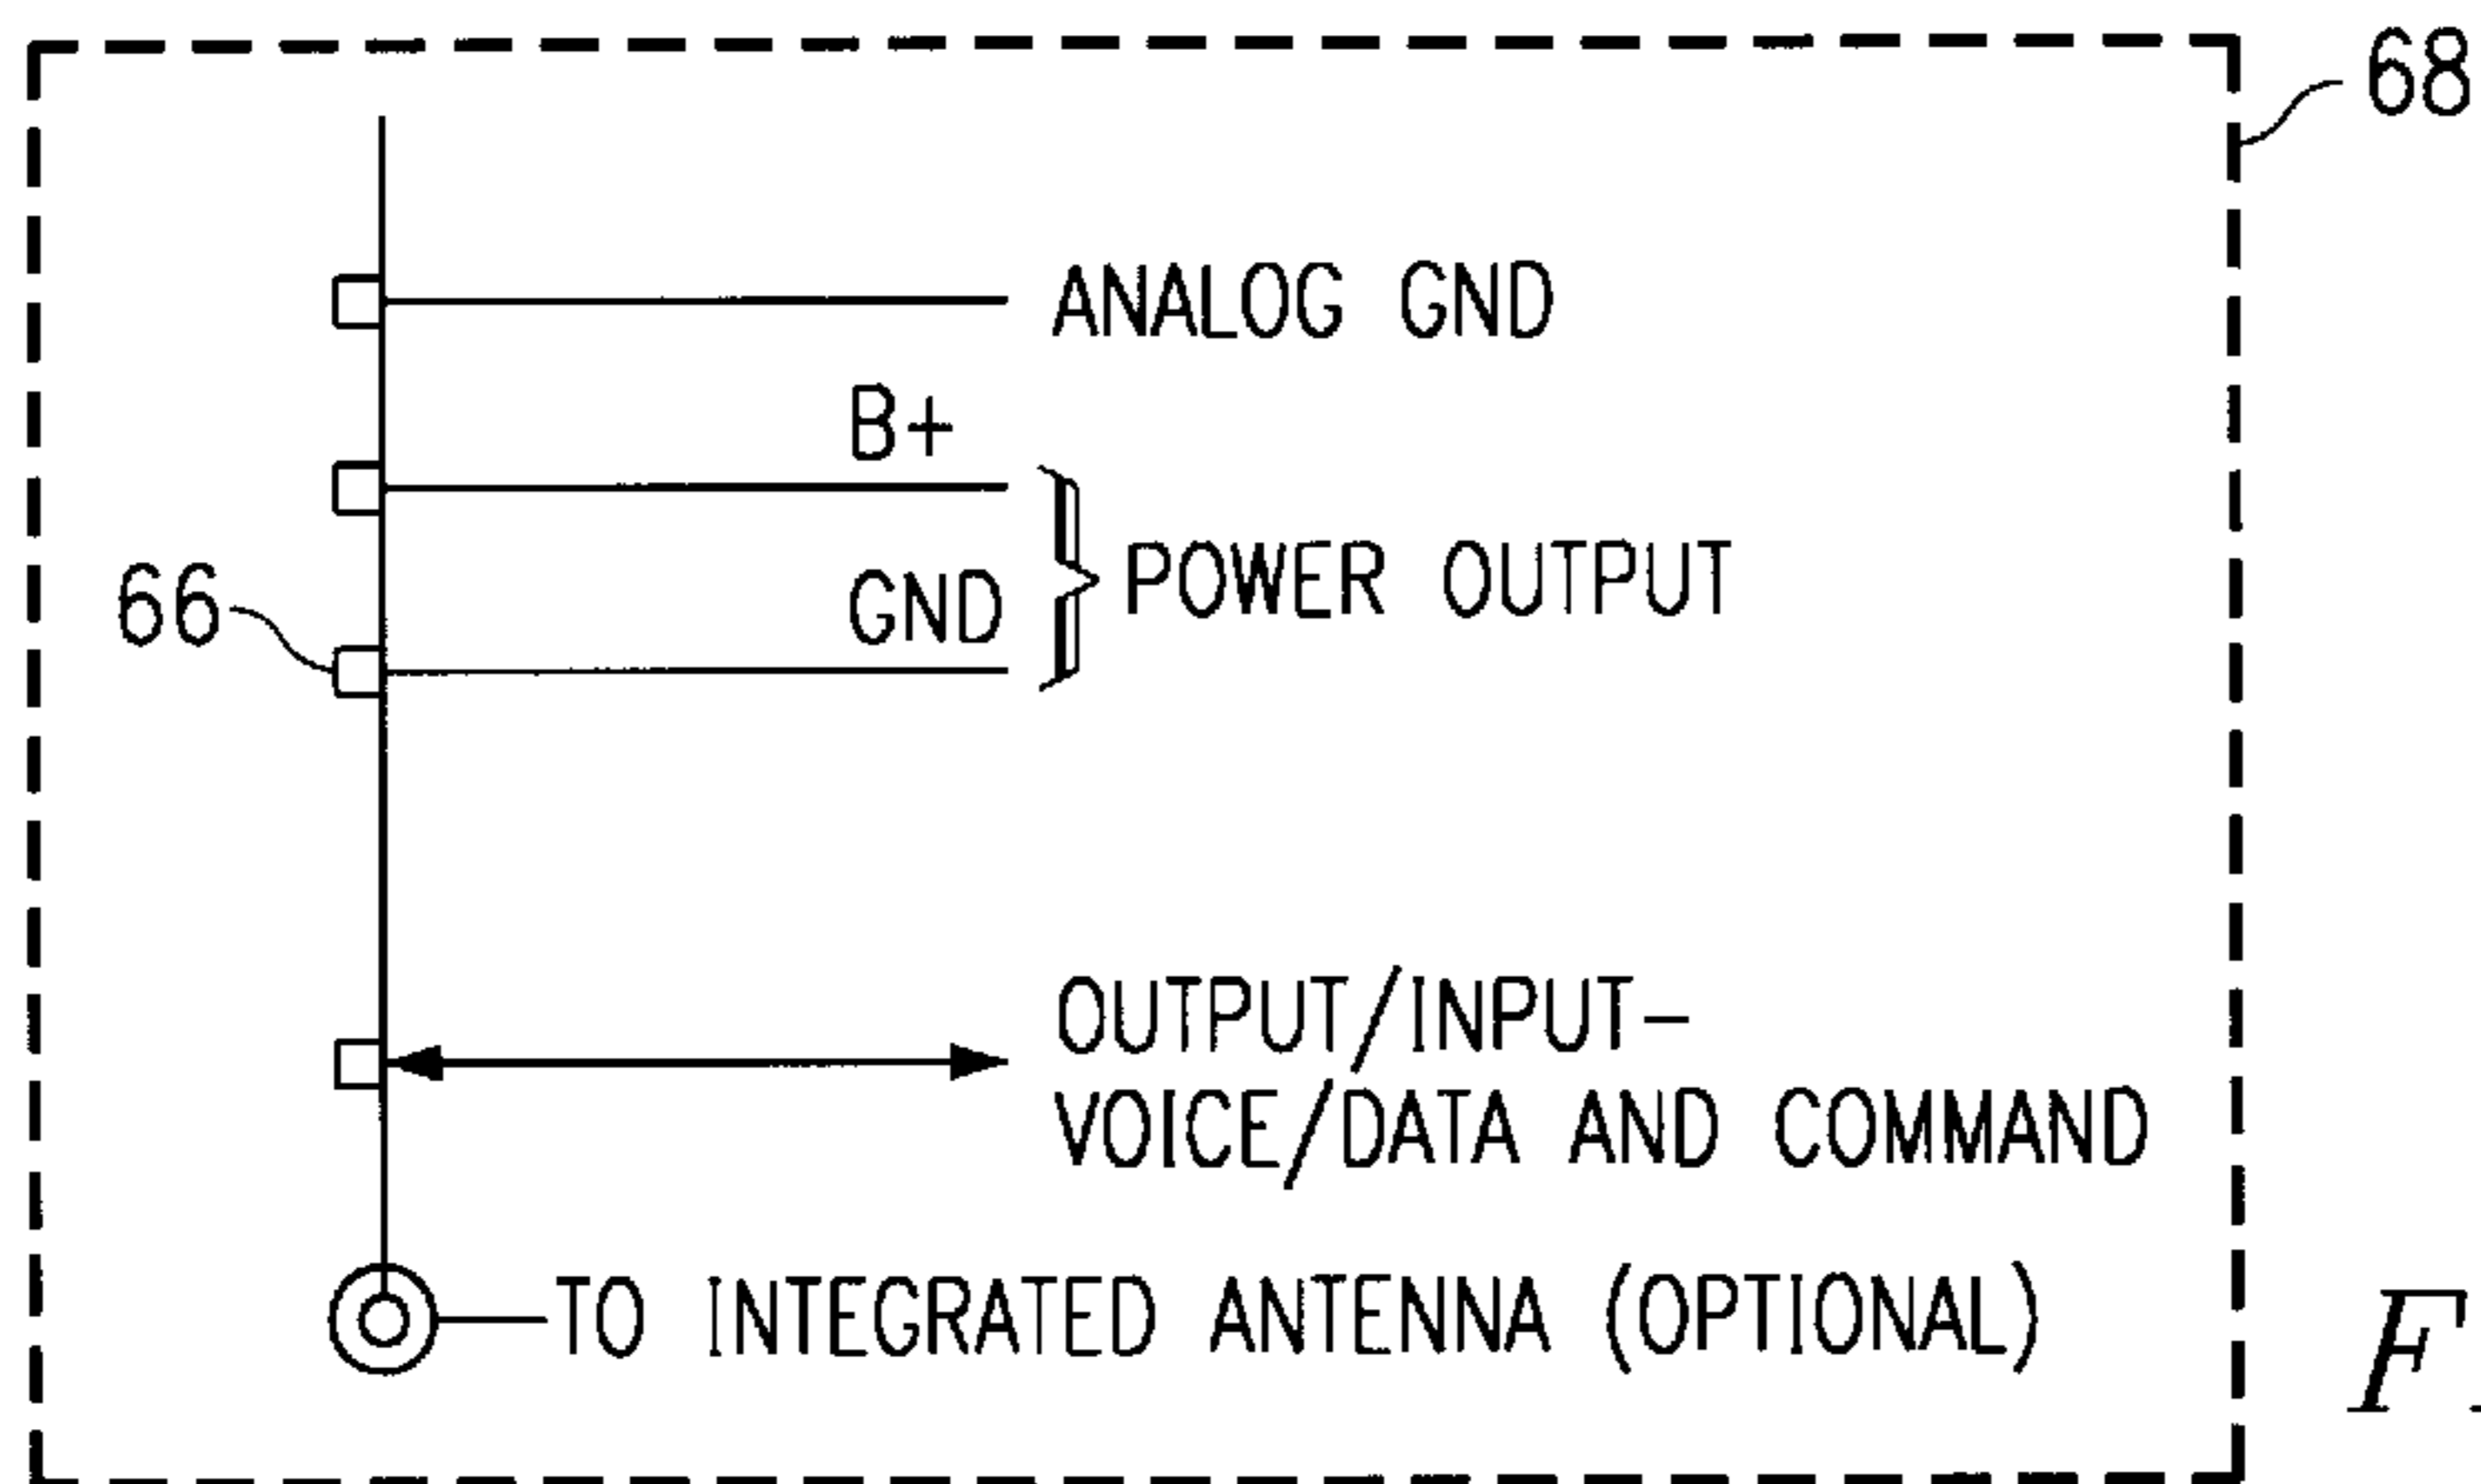 68
ANALOG GND
B+
66
GND
POWER OUTPUT
OUTPUT/INPUT-
VOICE/DATA AND COMMAND
TO INTEGRATED ANTENNA (OPTIONAL)